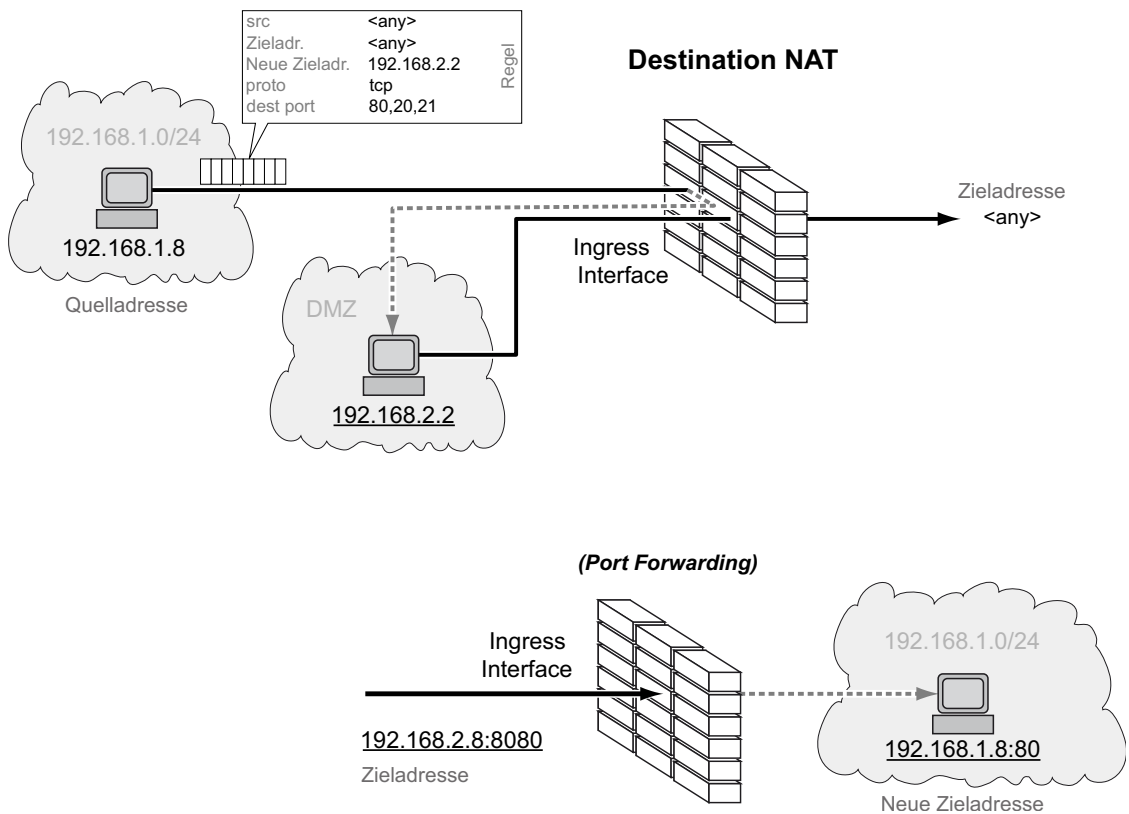 src <any>
Zieladr. <any>
Neue Zieladr. 192.168.2.2
proto tcp
dest port 80,20,21
Regel
Destination NAT
192.168.1.0/24
192.168.1.8
Quelladresse
Zieladresse
<any>
Ingress
Interface
DMZ
192.168.2.2
(Port Forwarding)
Ingress
Interface
192.168.2.8:8080
Zieladresse
192.168.1.0/24
192.168.1.8:80
Neue Zieladresse